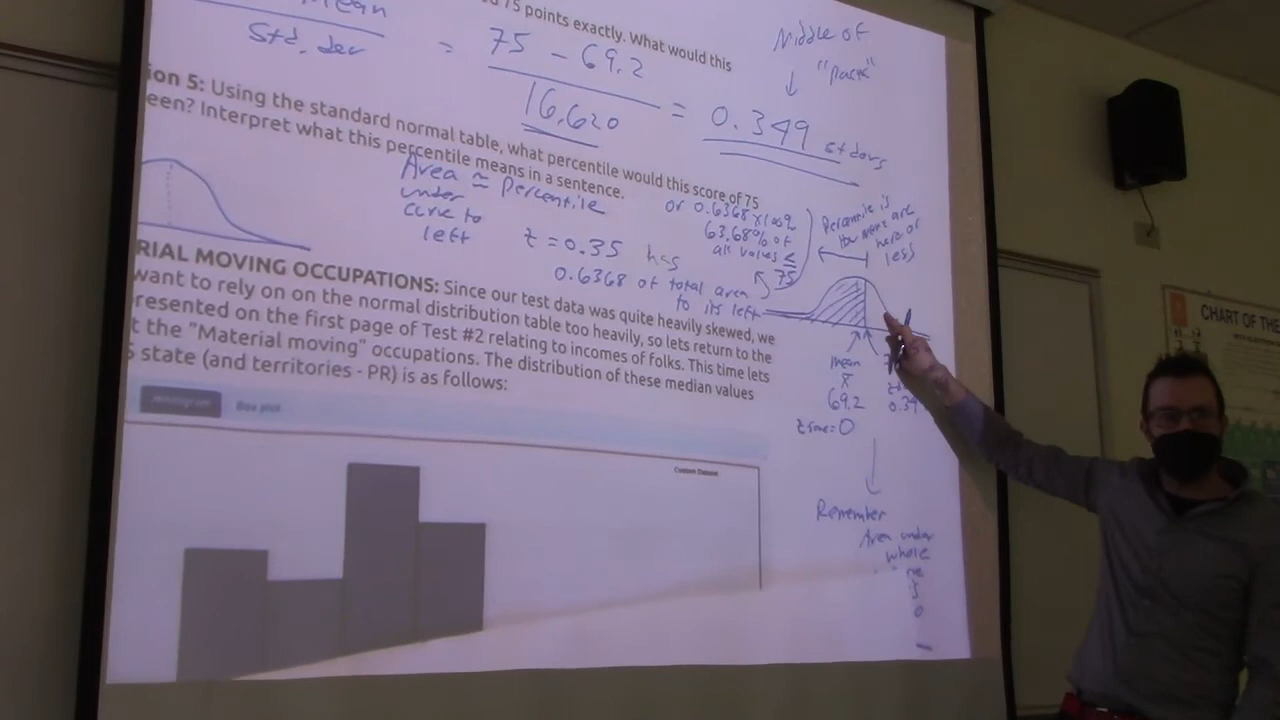 75 points exactly. What would this
mean
Std. dev
= 75 - 69.2
16.620
= 0.349 stdevs
Middle of
"pack"
ion 5: Using the standard normal table, what percentile would this score of 75
een? Interpret what this percentile means in a sentence.
Area ≅ Percentile
under
curve to
left
z = 0.35 has
0.6368 of total area
to its left
or 0.6368 x 100%
63.68% of
all values ≤
75
Percentile is
how many are
here or
less
mean
x̄
69.2
z score = 0
RIAL MOVING OCCUPATIONS: Since our test data was quite heavily skewed, we
want to rely on on the normal distribution table too heavily, so lets return to the
resented on the first page of Test #2 relating to incomes of folks. This time lets
t the "Material moving" occupations. The distribution of these median values
state (and territories - PR) is as follows:
Histogram
Box plot
Custom Dataset
Remember
Area under
whole
CHART OF THE